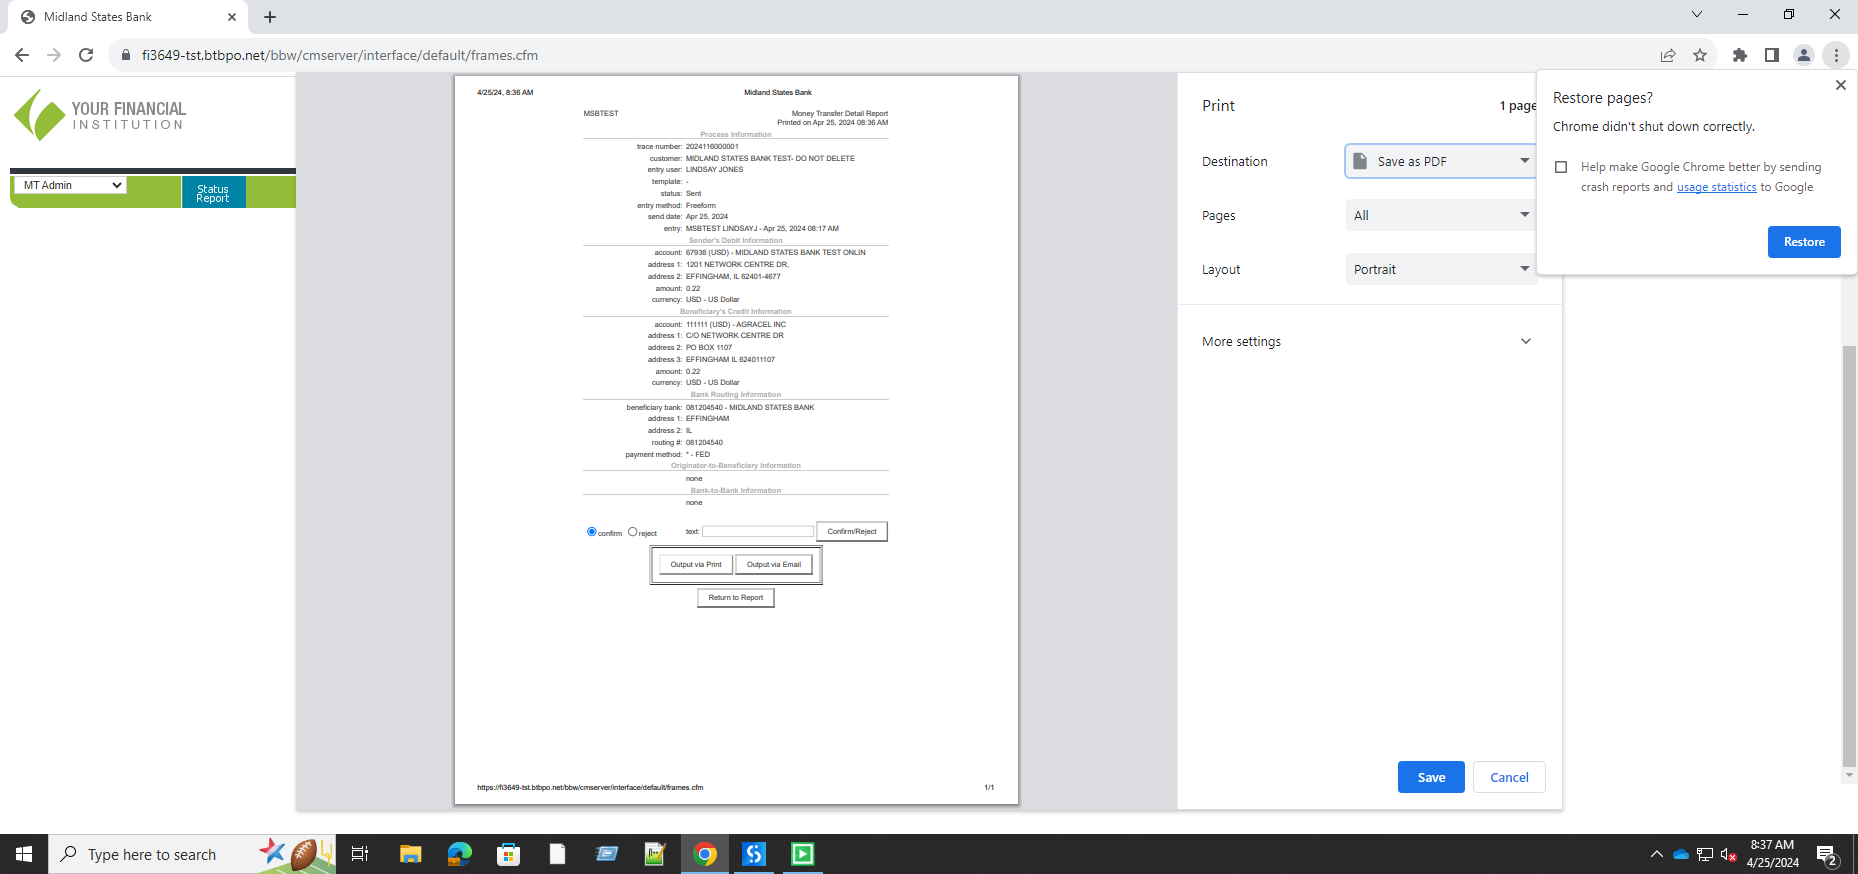 Midland States Bank
fi3649-tst.btbpo.net/bbw/cmserver/interface/default/frames.cfm
YOUR FINANCIAL
INSTITUTION
MT Admin
Status
Report
4/25/24, 8:36 AM
Midland States Bank
MSBTEST
Money Transfer Detail Report
Printed on Apr 25, 2024 08:36 AM
Process Information
trace number: 2024116000001
customer: MIDLAND STATES BANK TEST- DO NOT DELETE
entry user: LINDSAY JONES
template: -
status: Sent
entry method: Freeform
send date: Apr 25, 2024
entry: MSBTEST LINDSAYJ - Apr 25, 2024 08:17 AM
Sender's Debit Information
account: 67938 (USD) - MIDLAND STATES BANK TEST ONLIN
address 1: 1201 NETWORK CENTRE DR,
address 2: EFFINGHAM, IL 62401-4677
amount: 0.22
currency: USD - US Dollar
Beneficiary's Credit Information
account: 111111 (USD) - AGRACEL INC
address 1: C/O NETWORK CENTRE DR
address 2: PO BOX 1107
address 3: EFFINGHAM IL 624011107
amount: 0.22
currency: USD - US Dollar
Bank Routing Information
beneficiary bank: 081204540 - MIDLAND STATES BANK
address 1: EFFINGHAM
address 2: IL
routing #: 081204540
payment method: * - FED
Originator-to-Beneficiary Information
none
Bank-to-Bank Information
none
confirm reject text: Confirm/Reject
Output via Print Output via Email
Return to Report
https://fi3649-tst.btbpo.net/bbw/cmserver/interface/default/frames.cfm
1/1
Print
1 page
Destination
Save as PDF
Pages
All
Layout
Portrait
More settings
Save
Cancel
Restore pages?
Chrome didn't shut down correctly.
Help make Google Chrome better by sending
crash reports and usage statistics to Google
Restore
Type here to search
8:37 AM
4/25/2024
2